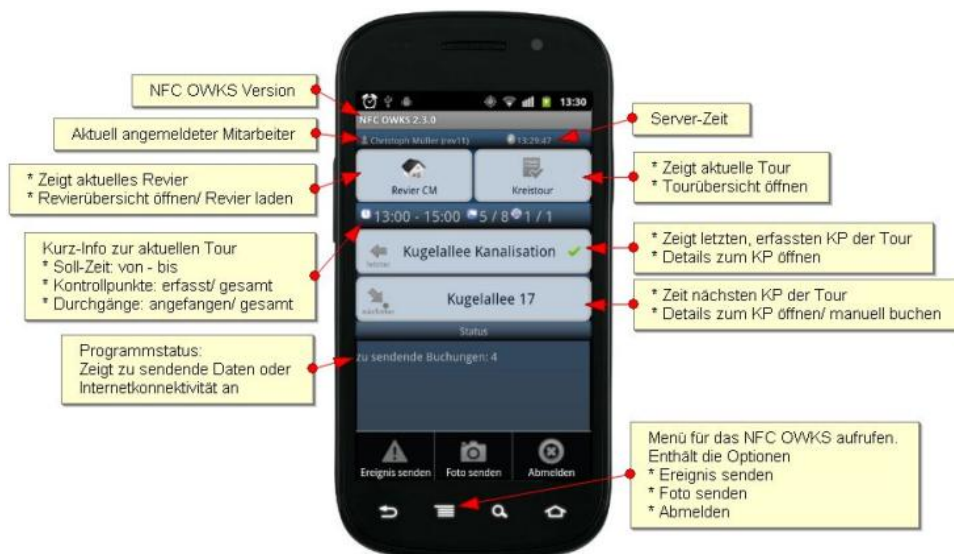 NFC OWKS Version
Aktuell angemeldeter Mitarbeiter
* Zeigt aktuelles Revier
* Revierübersicht öffnen/ Revier laden
Kurz-Info zur aktuellen Tour
* Soll-Zeit: von - bis
* Kontrollpunkte: erfasst/ gesamt
* Durchgänge: angefangen/ gesamt
Programmstatus:
Zeigt zu sendende Daten oder
Internetkonnektivität an
13:30
NFC OWKS 2.3.0
Christoph Müller (rev11) 13:29:47
Revier CM Kreistour
13:00 - 15:00 5 / 8 1 / 1
letzter Kugelallee Kanalisation
nächster Kugelallee 17
Status
zu sendende Buchungen: 4
Ereignis senden Foto senden Abmelden
Server-Zeit
* Zeigt aktuelle Tour
* Tourübersicht öffnen
* Zeigt letzten, erfassten KP der Tour
* Details zum KP öffnen
* Zeit nächsten KP der Tour
* Details zum KP öffnen/ manuell buchen
Menü für das NFC OWKS aufrufen.
Enthält die Optionen
* Ereignis senden
* Foto senden
* Abmelden